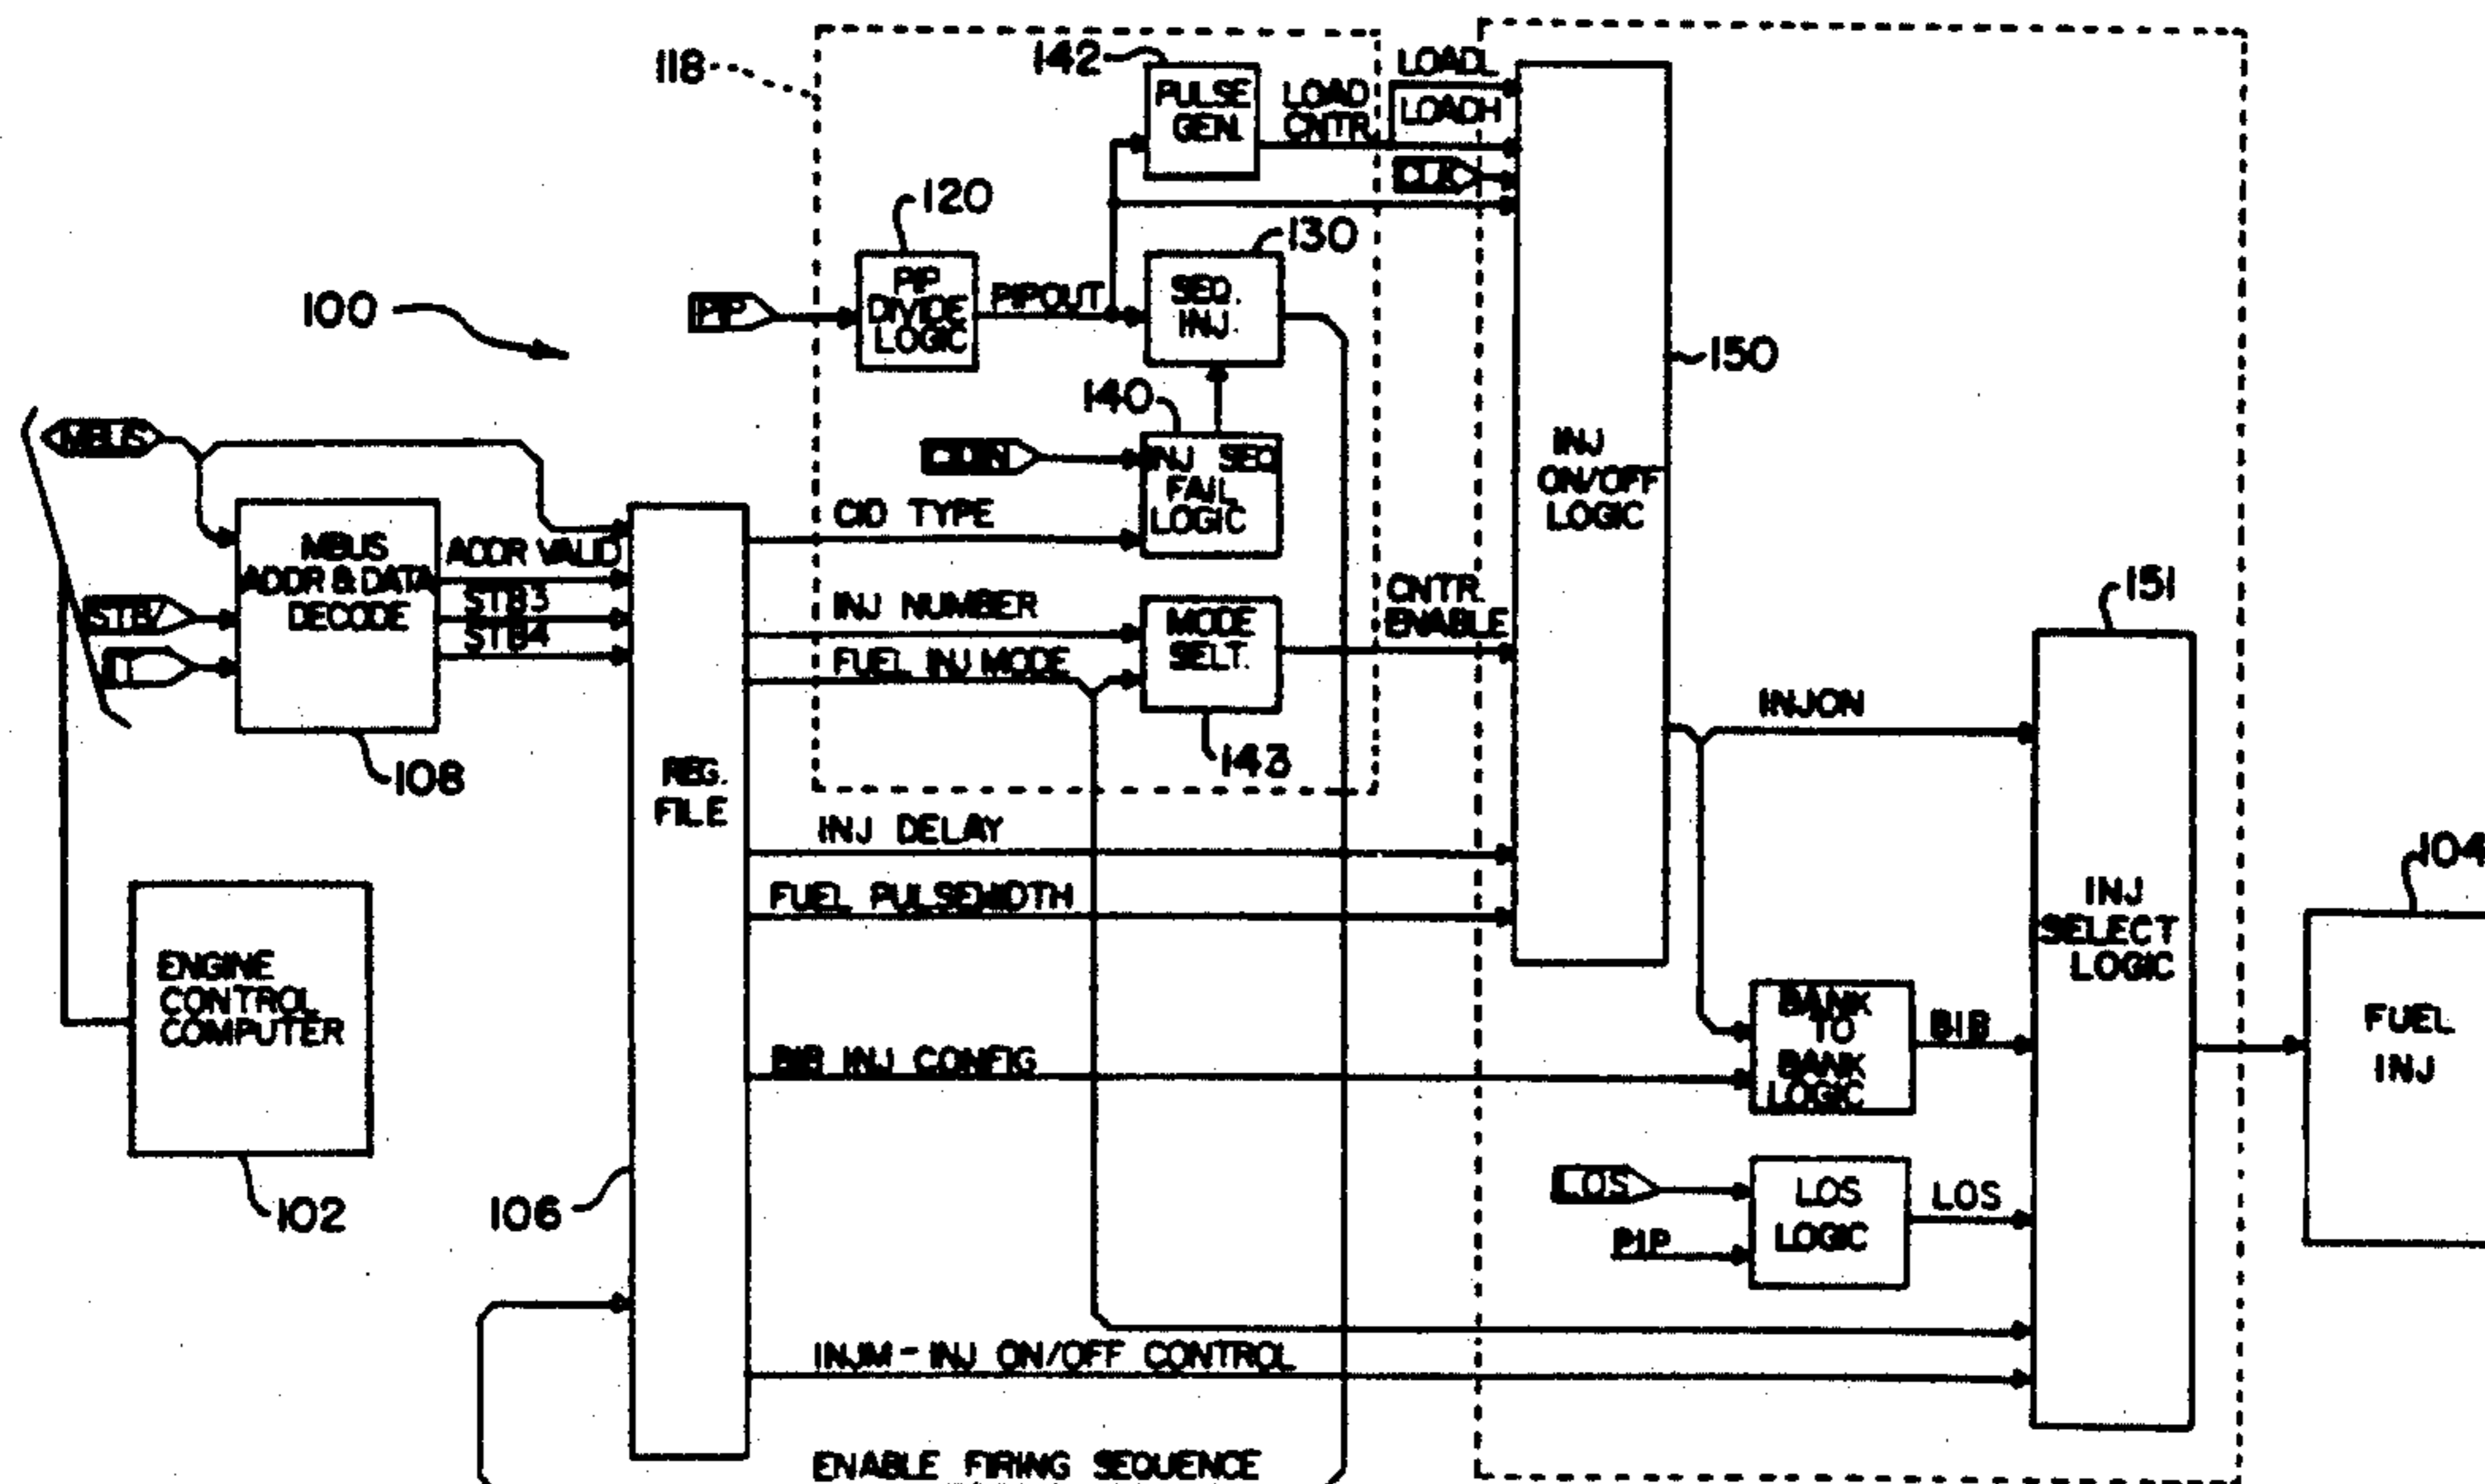 118
142
PULSE
GEN.
LOAD
CNTR.
LOADL
LOADH
CLK
120
PIP
DIVIDE
LOGIC
PIP
PIPOUT
130
SEQ.
INJ.
100
150
INJ
ON/OFF
LOGIC
140
INJ SEQ
FAIL
LOGIC
CID TYPE
MBUS
MBUS
ADDR & DATA
DECODE
ADDR VALID
STB3
STB4
STB/
108
INJ NUMBER
FUEL INJ MODE
MODE
SELT.
143
CNTR.
ENABLE
REG.
FILE
106
INJ DELAY
FUEL PULSEWIDTH
INJON
151
INJ
SELECT
LOGIC
104
FUEL
INJ
ENGINE
CONTROL
COMPUTER
102
INJ CONFIG
BANK
TO
BANK
LOGIC
BIB
LOS
PIP
LOS
LOGIC
LOS
INJM - INJ ON/OFF CONTROL
ENABLE FIRING SEQUENCE